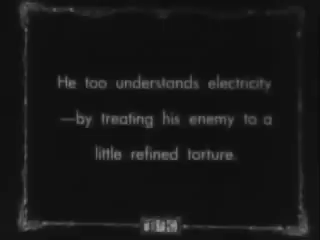 He too understands electricity
—by treating his enemy to a
little refined torture.